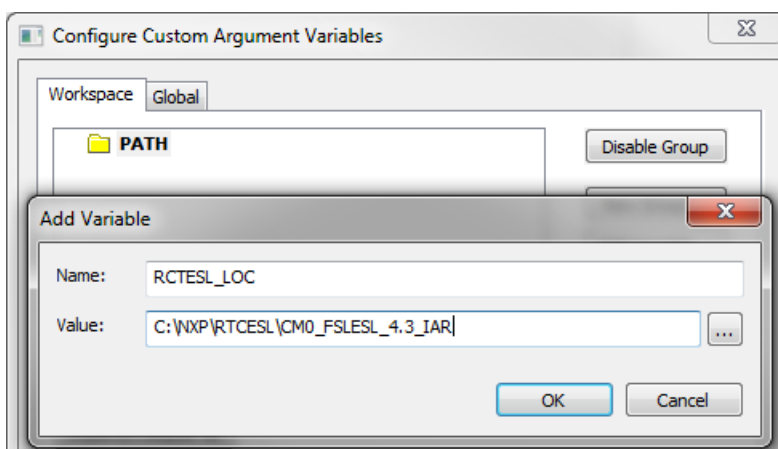 Configure Custom Argument Variables
Workspace Global
PATH
Disable Group
Add Variable
Name: RCTESL_LOC
Value: C:\NXP\RTCESL\CM0_FSLESL_4.3_IAR
...
OK Cancel